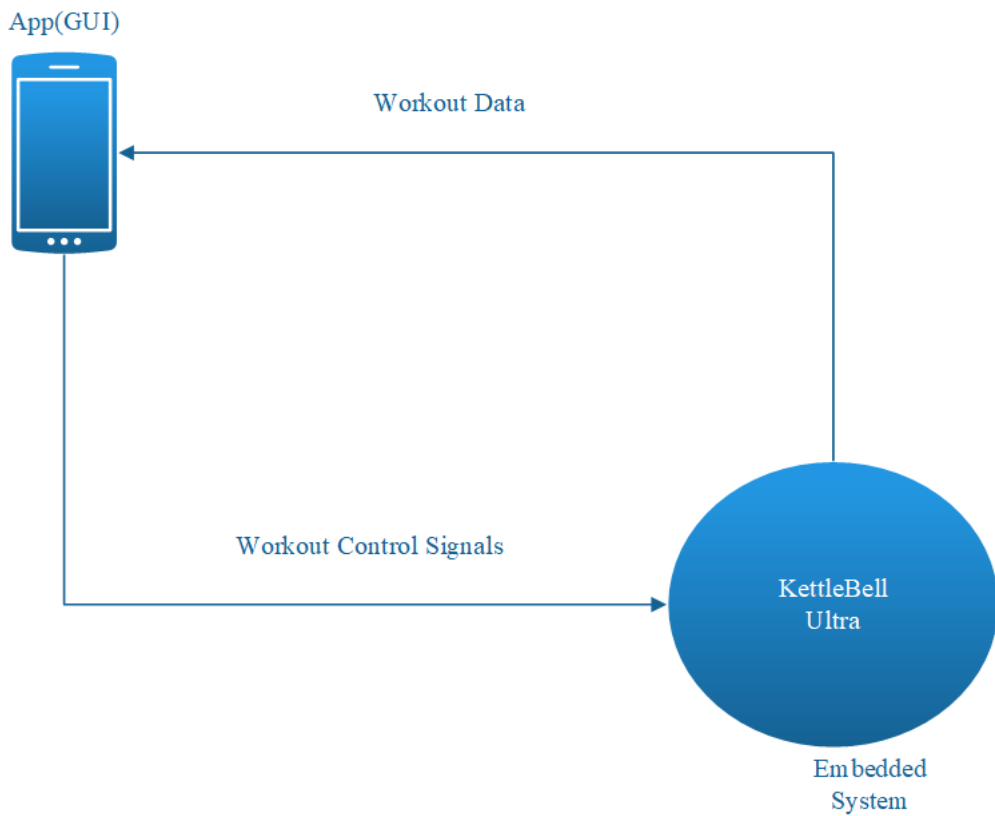 App(GUI)
Workout Data
Workout Control Signals
KettleBell
Ultra
Embedded
System